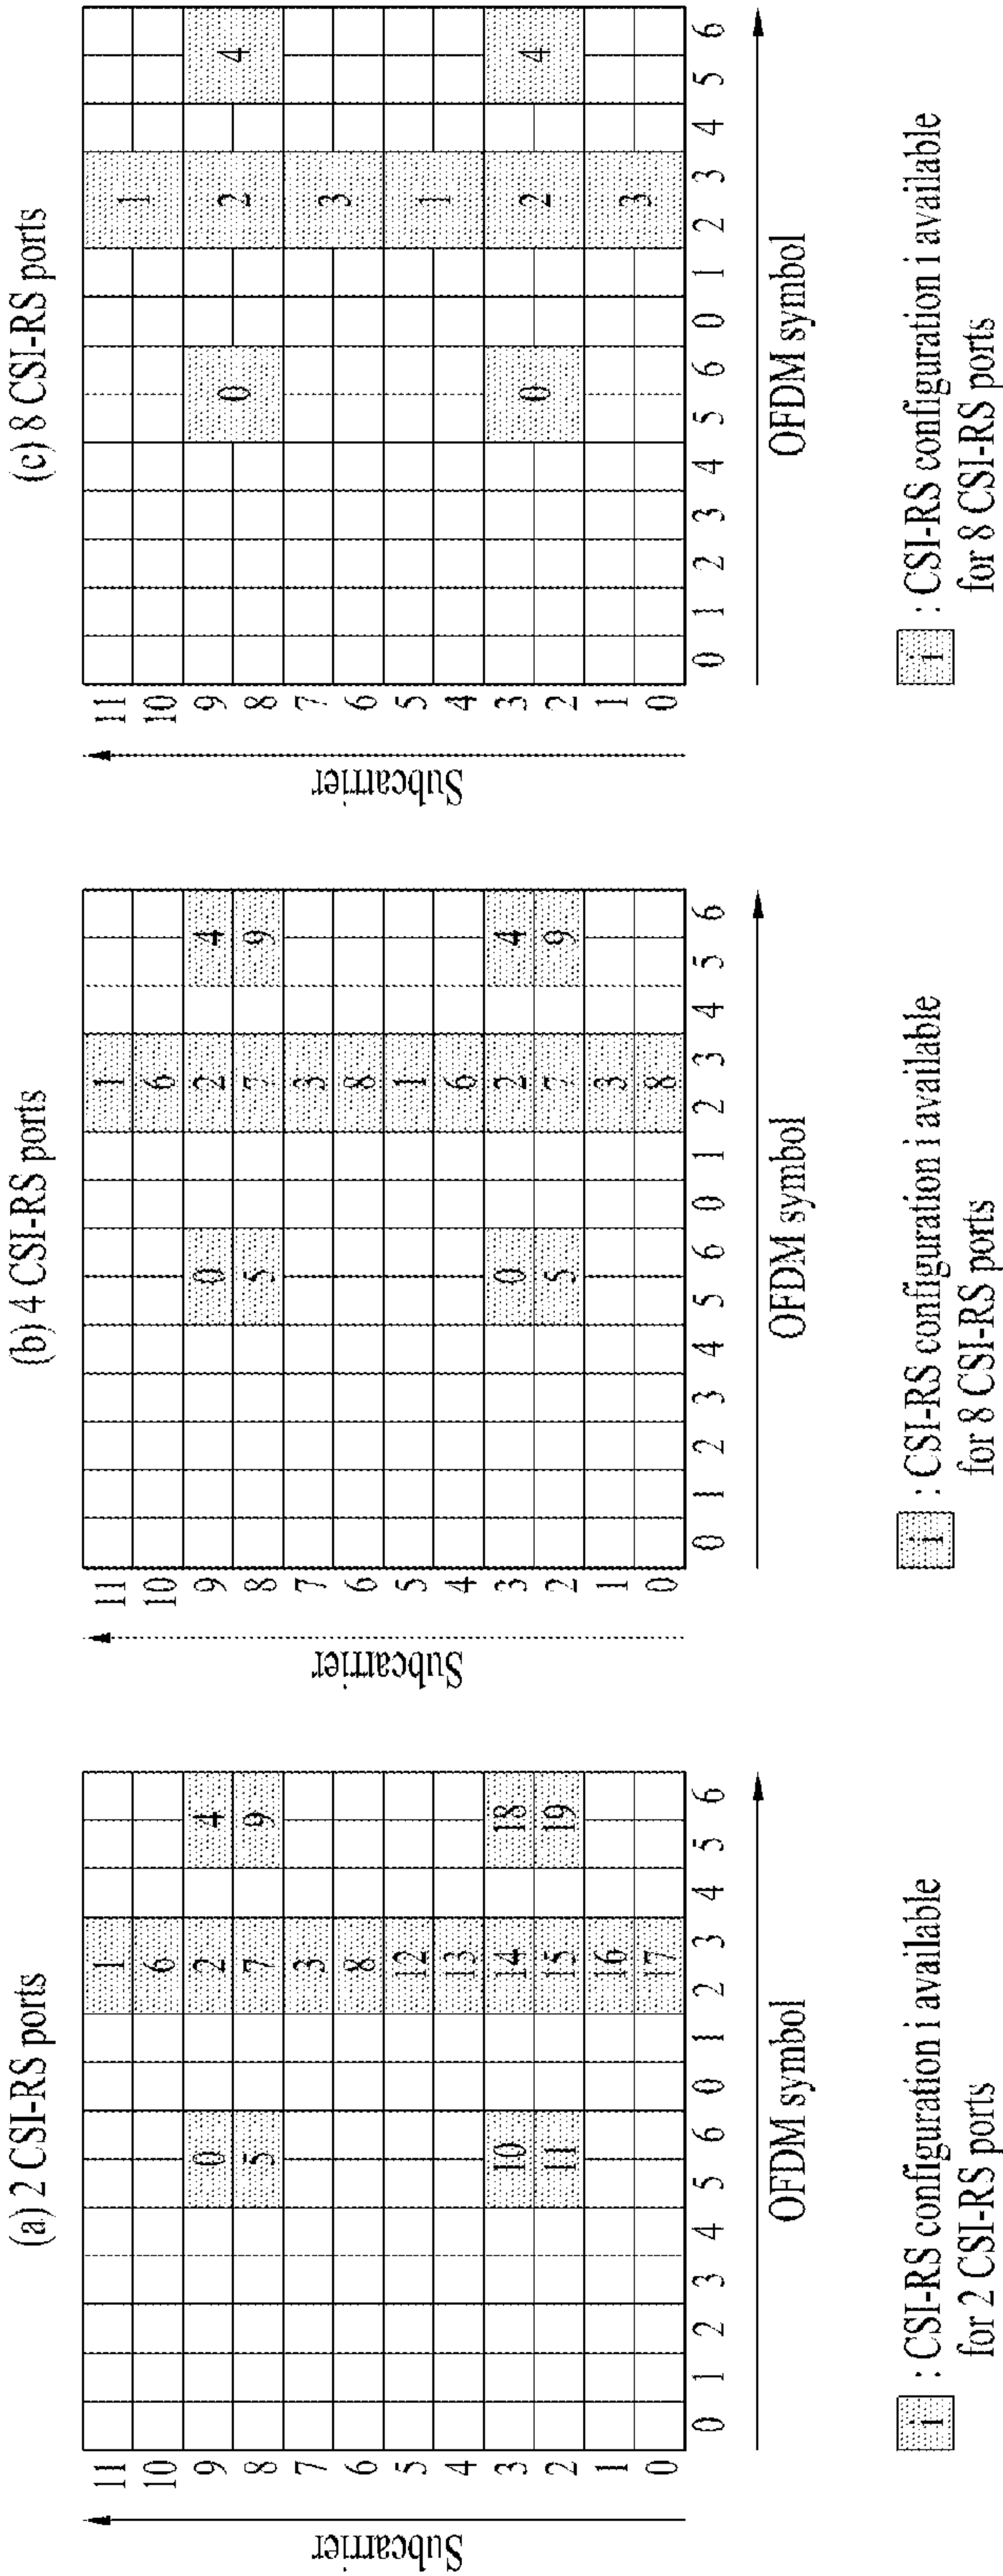 (a) 2 CSI-RS ports
Subcarrier
11
1
10
6
9
0 2 4
8
5 7 9
7
3
6
8
5
12
4
13
3
10 14 18
2
11 15 19
1
16
0
17
0 1 2 3 4 5 6 0 1 2 3 4 5 6
OFDM symbol
i : CSI-RS configuration i available
for 2 CSI-RS ports
(b) 4 CSI-RS ports
Subcarrier
11
1
10
6
9
0 2 4
8
5 7 9
7
3
6
8
5
1
4
6
3
0 2 4
2
5 7 9
1
3
0
8
0 1 2 3 4 5 6 0 1 2 3 4 5 6
OFDM symbol
i : CSI-RS configuration i available
for 8 CSI-RS ports
(c) 8 CSI-RS ports
Subcarrier
11
10
1
9
8
0 2 4
7
6
3
5
4
1
3
2
0 2 4
1
0
3
0 1 2 3 4 5 6 0 1 2 3 4 5 6
OFDM symbol
i : CSI-RS configuration i available
for 8 CSI-RS ports